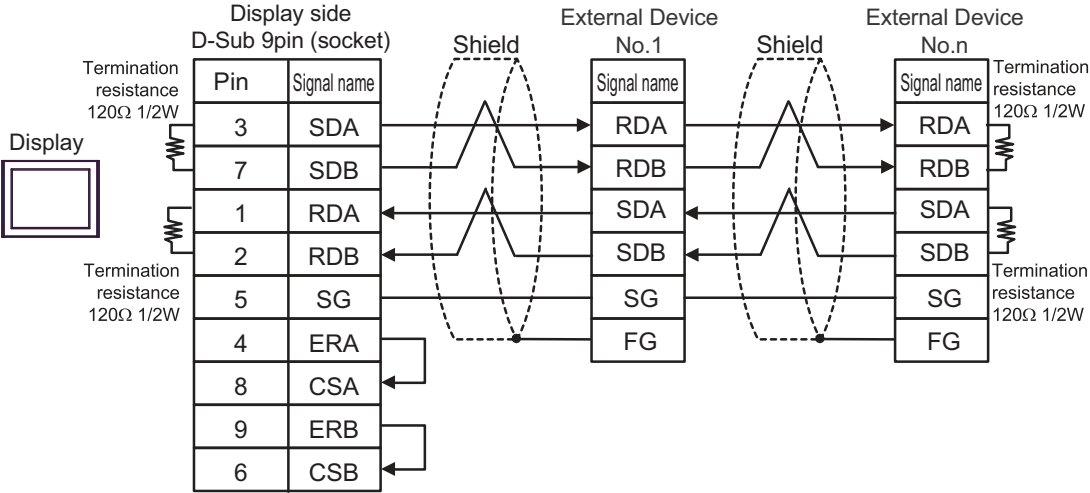 Display side
D-Sub 9pin (socket)
External Device
No.1
External Device
No.n
Shield
Shield
Termination
resistance
120Ω 1/2W
Display
Termination
resistance
120Ω 1/2W
Pin Signal name
3 SDA
7 SDB
1 RDA
2 RDB
5 SG
4 ERA
8 CSA
9 ERB
6 CSB
Signal name
RDA
RDB
SDA
SDB
SG
FG
Signal name
RDA
RDB
SDA
SDB
SG
FG
Termination
resistance
120Ω 1/2W
Termination
resistance
120Ω 1/2W